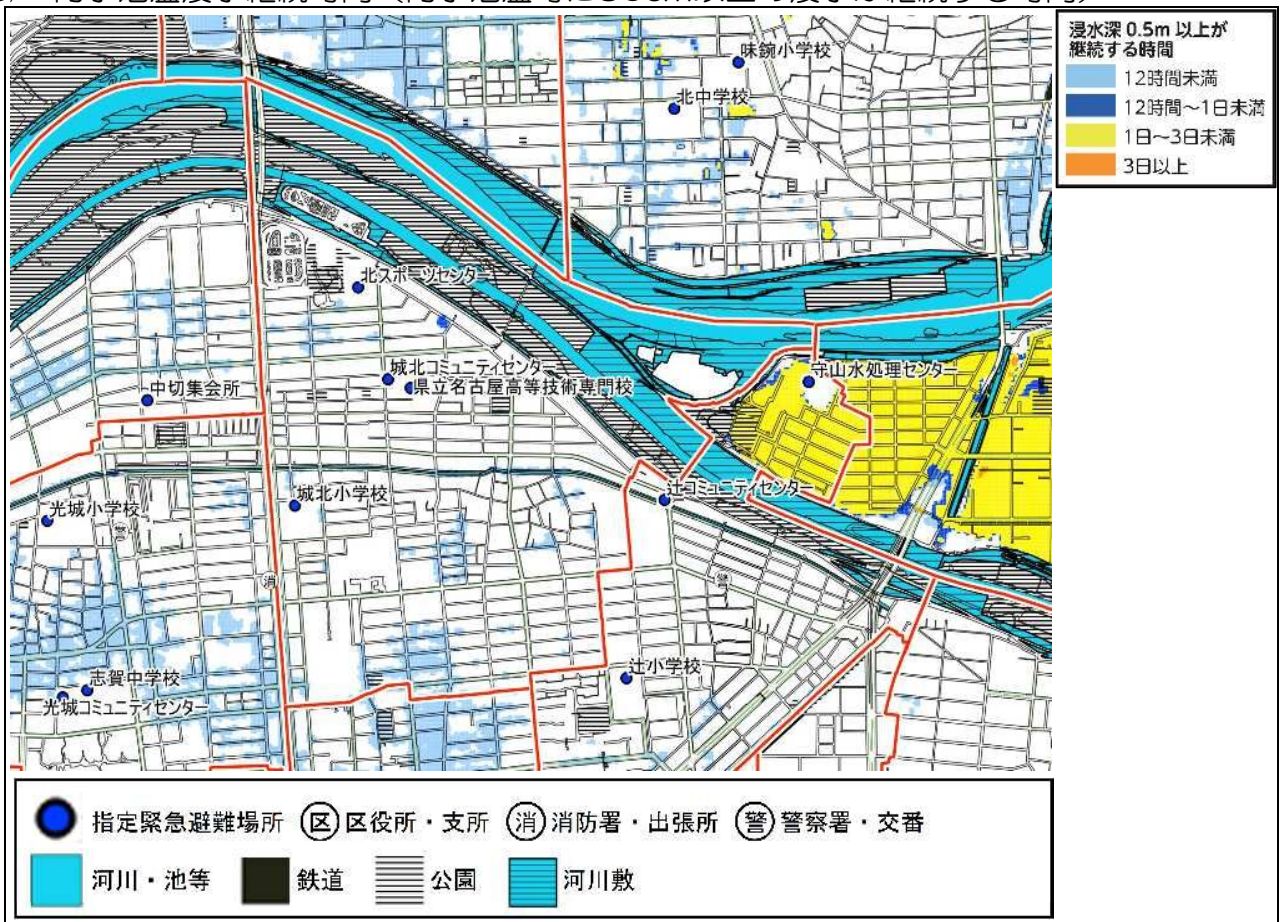 浸水深 0.5m 以上が
継続する時間
12時間未満
12時間～1日未満
1日～3日未満
3日以上
味鋺小学校
北中学校
北スポーツセンター
城北コミュニティセンター
県立名古屋高等技術専門校
守山水処理センター
中切集会所
光城小学校
警
城北小学校
辻コミュニティセンター
消
警
志賀中学校
光城コミュニティセンター
辻小学校
指定緊急避難場所 区 区役所・支所 消 消防署・出張所 警 警察署・交番
河川・池等 鉄道 公園 河川敷